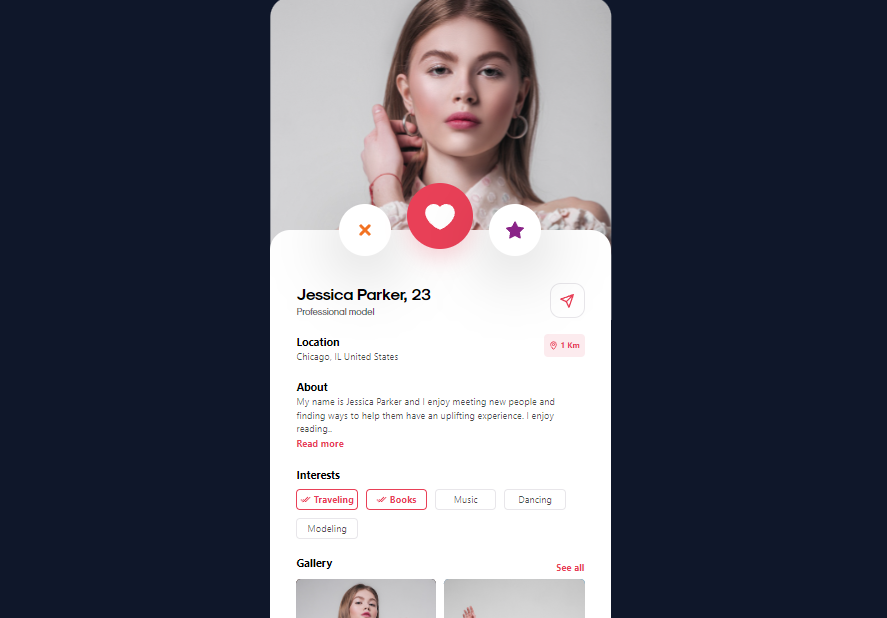 Jessica Parker, 23
Professional model
Location
1 Km
Chicago, IL United States
About
My name is Jessica Parker and I enjoy meeting new people and
finding ways to help them have an uplifting experience. I enjoy
reading..
Read more
Interests
Traveling
Books
Music
Dancing
Modeling
Gallery
See all